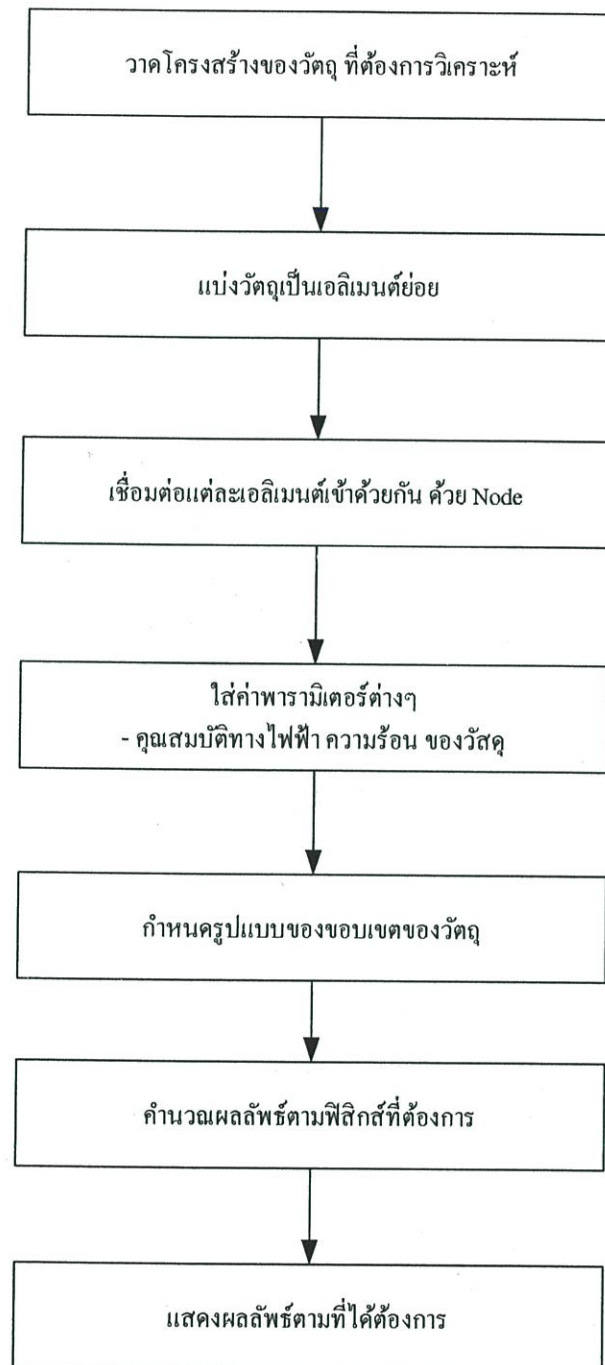 วาดโครงสร้างของวัตถุ ที่ต้องการวิเคราะห์
แบ่งวัตถุเป็นเอลิเมนต์ย่อย
เชื่อมต่อแต่ละเอลิเมนต์เข้าด้วยกัน ด้วย Node
ใส่ค่าพารามิเตอร์ต่างๆ
- คุณสมบัติทางไฟฟ้า ความร้อน ของวัสดุ
กำหนดรูปแบบของขอบเขตของวัตถุ
คำนวณผลลัพธ์ตามฟิสิกส์ที่ต้องการ
แสดงผลลัพธ์ตามที่ได้ต้องการ